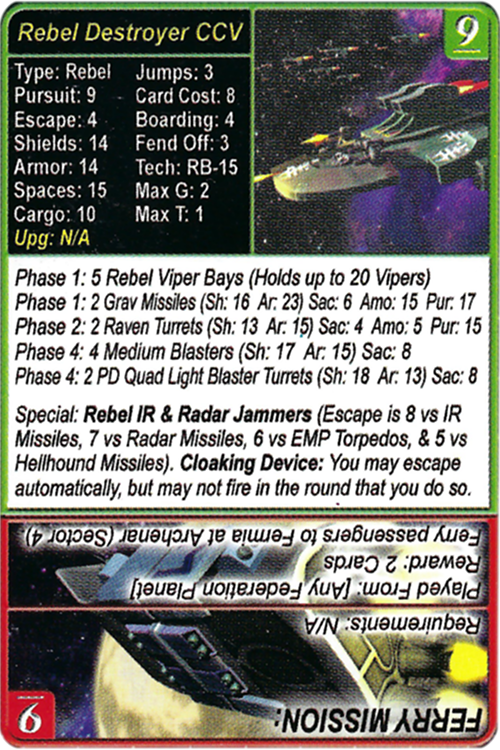 Rebel Destroyer CCV
9
Type: Rebel Jumps: 3
Pursuit: 9 Card Cost: 8
Escape: 4 Boarding: 4
Shields: 14 Fend Off: 3
Armor: 14 Tech: RB-15
Spaces: 15 Max G: 2
Cargo: 10 Max T: 1
Upg: N/A
Phase 1: 5 Rebel Viper Bays (Holds up to 20 Vipers)
Phase 1: 2 Grav Missiles (Sh: 16 Ar: 23) Sac: 6 Amo: 15 Pur: 17
Phase 2: 2 Raven Turrets (Sh: 13 Ar: 15) Sac: 4 Amo: 5 Pur: 15
Phase 4: 4 Medium Blasters (Sh: 17 Ar: 15) Sac: 8
Phase 4: 2 PD Quad Light Blaster Turrets (Sh: 18 Ar: 13) Sac: 8
Special: Rebel IR & Radar Jammers (Escape is 8 vs IR
Missiles, 7 vs Radar Missiles, 6 vs EMP Torpedos, & 5 vs
Hellhound Missiles). Cloaking Device: You may escape
automatically, but may not fire in the round that you do so.
FERRY MISSION:
6
Requirements: N/A
Played From: [Any Federation Planet]
Reward: 2 Cards
Ferry passengers to Fermia at Archenar (Sector 4)